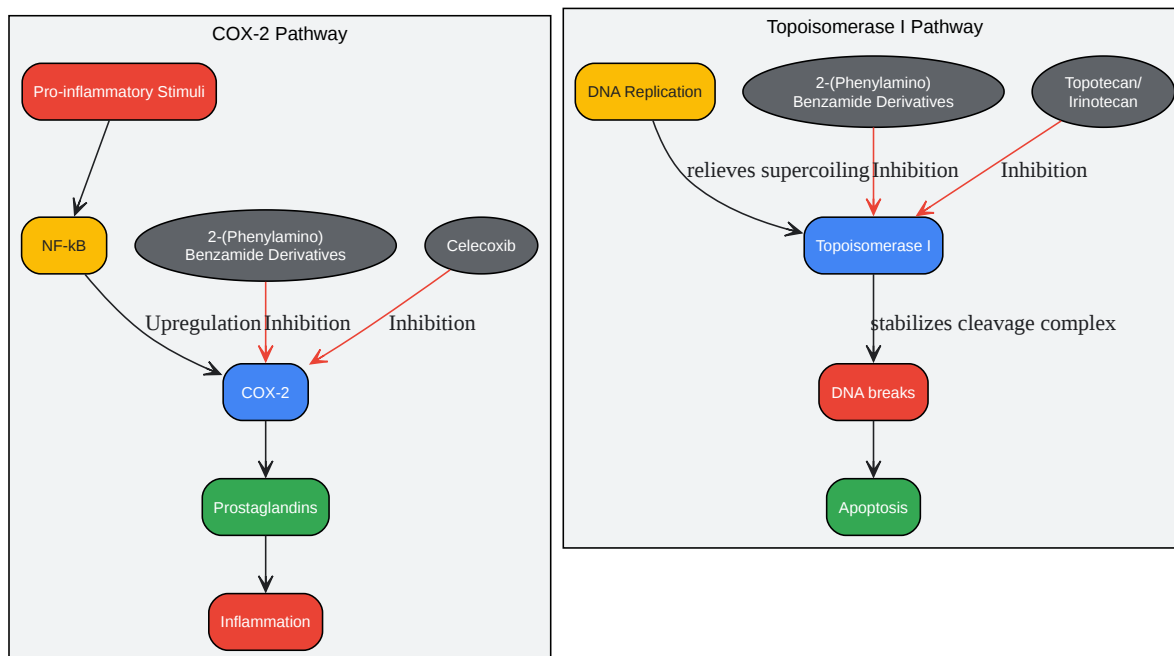 COX-2 Pathway
Pro-inflammatory Stimuli
NF-kB
2-(Phenylamino)
Benzamide Derivatives
Celecoxib
Upregulation
Inhibition
Inhibition
COX-2
Prostaglandins
Inflammation
Topoisomerase I Pathway
DNA Replication
2-(Phenylamino)
Benzamide Derivatives
Topotecan/
Irinotecan
relieves supercoiling
Inhibition
Inhibition
Topoisomerase I
stabilizes cleavage complex
DNA breaks
Apoptosis